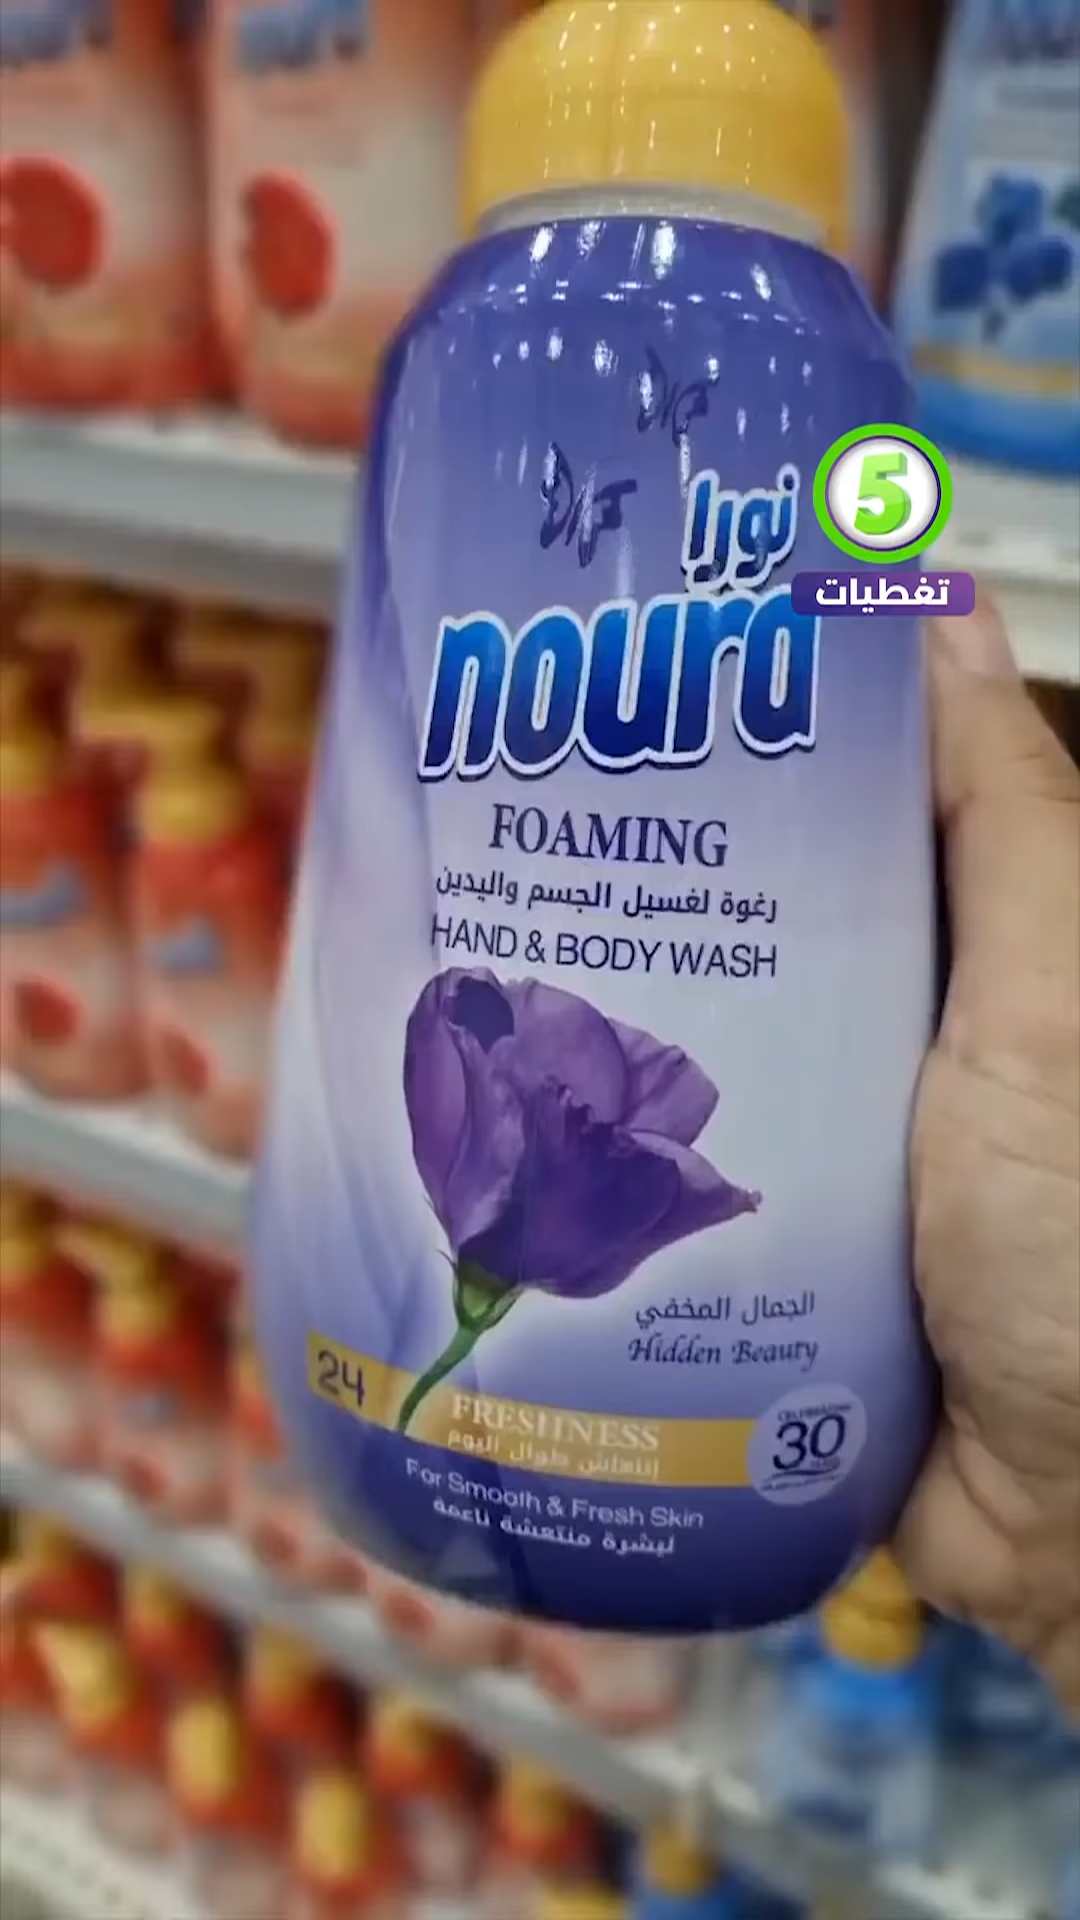 نورا
5
تغطيات
noura
FOAMING
رغوة لغسيل الجسم واليدين
HAND & BODY WASH
الجمال المخفي
Hidden Beauty
24
FRESHNESS
إنتعاش طوال اليوم
30
For Smooth & Fresh Skin
لبشرة منتعشة ناعمة